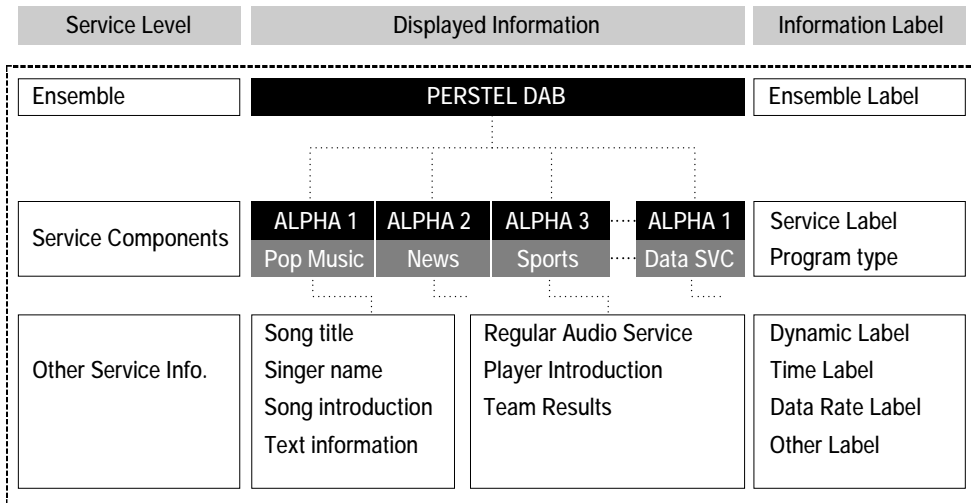 Service Level
Displayed Information
Information Label
Ensemble
PERSTEL DAB
Ensemble Label
Service Components
ALPHA 1
ALPHA 2
ALPHA 3
ALPHA 1
Pop Music
News
Sports
Data SVC
Service Label
Program type
Other Service Info.
Song title
Singer name
Song introduction
Text information
Regular Audio Service
Player Introduction
Team Results
Dynamic Label
Time Label
Data Rate Label
Other Label